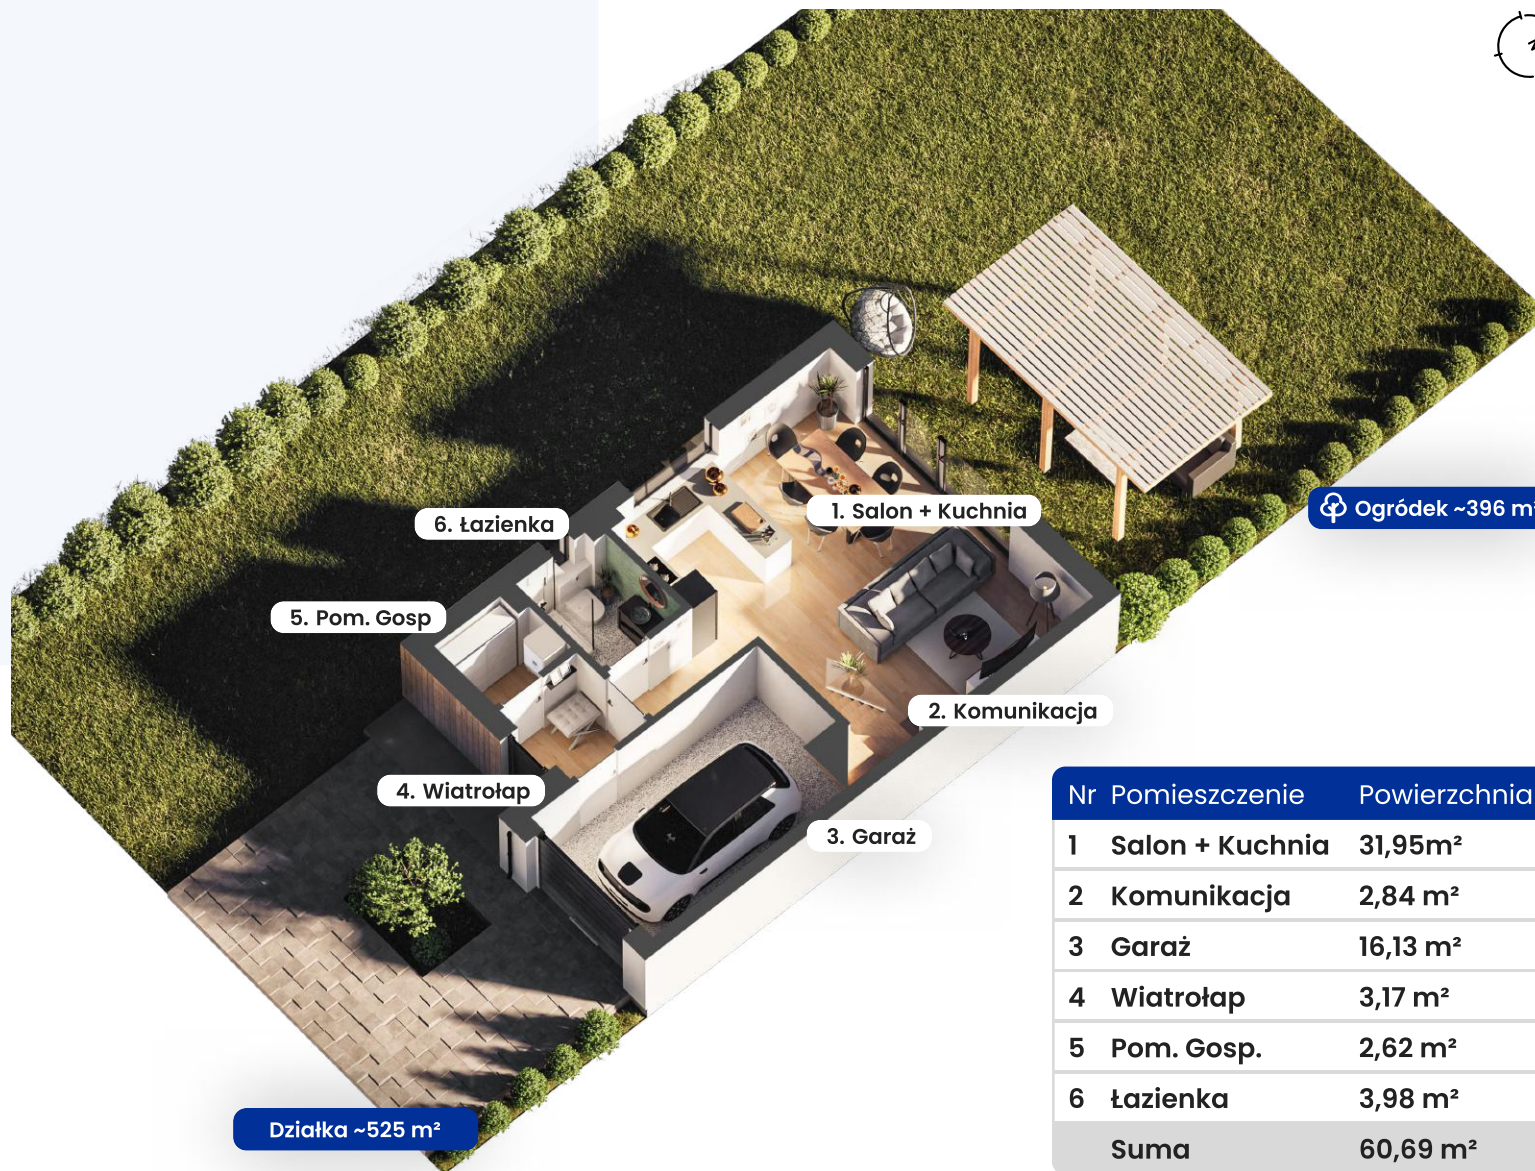 6. Łazienka
1. Salon + Kuchnia
Ogródek ~396 m²
5. Pom. Gosp
2. Komunikacja
4. Wiatrołap
3. Garaż
Działka ~525 m²
Nr Pomieszczenie Powierzchnia
1 Salon + Kuchnia 31,95m²
2 Komunikacja 2,84 m²
3 Garaż 16,13 m²
4 Wiatrołap 3,17 m²
5 Pom. Gosp. 2,62 m²
6 Łazienka 3,98 m²
Suma 60,69 m²